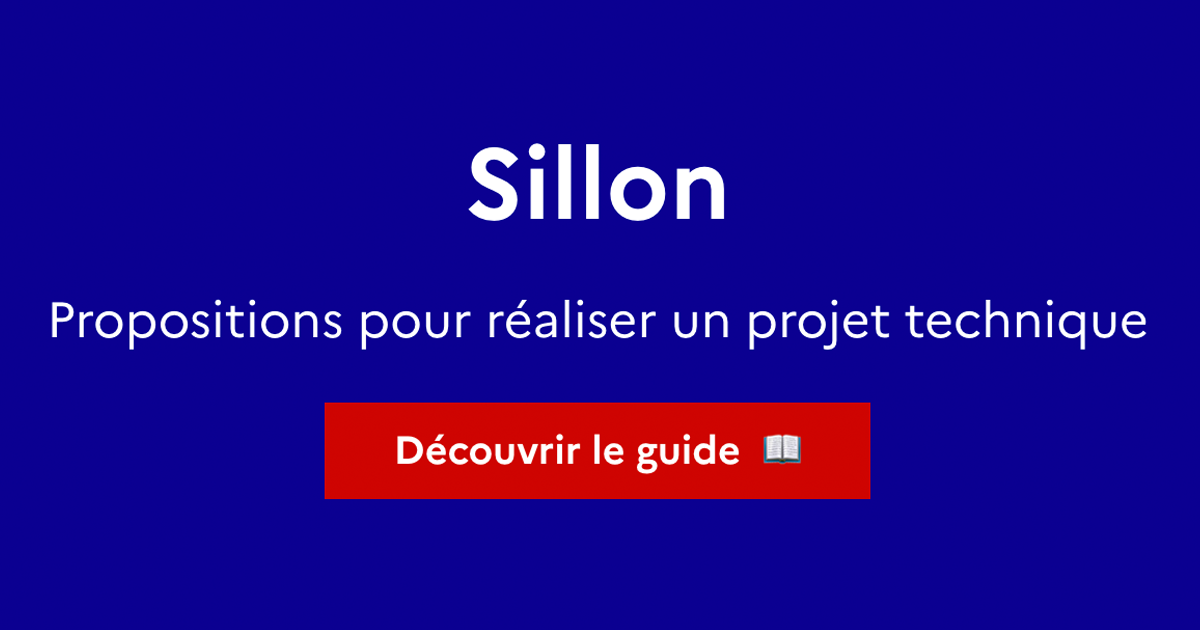 Sillon
Propositions pour réaliser un projet technique
Découvrir le guide 📖